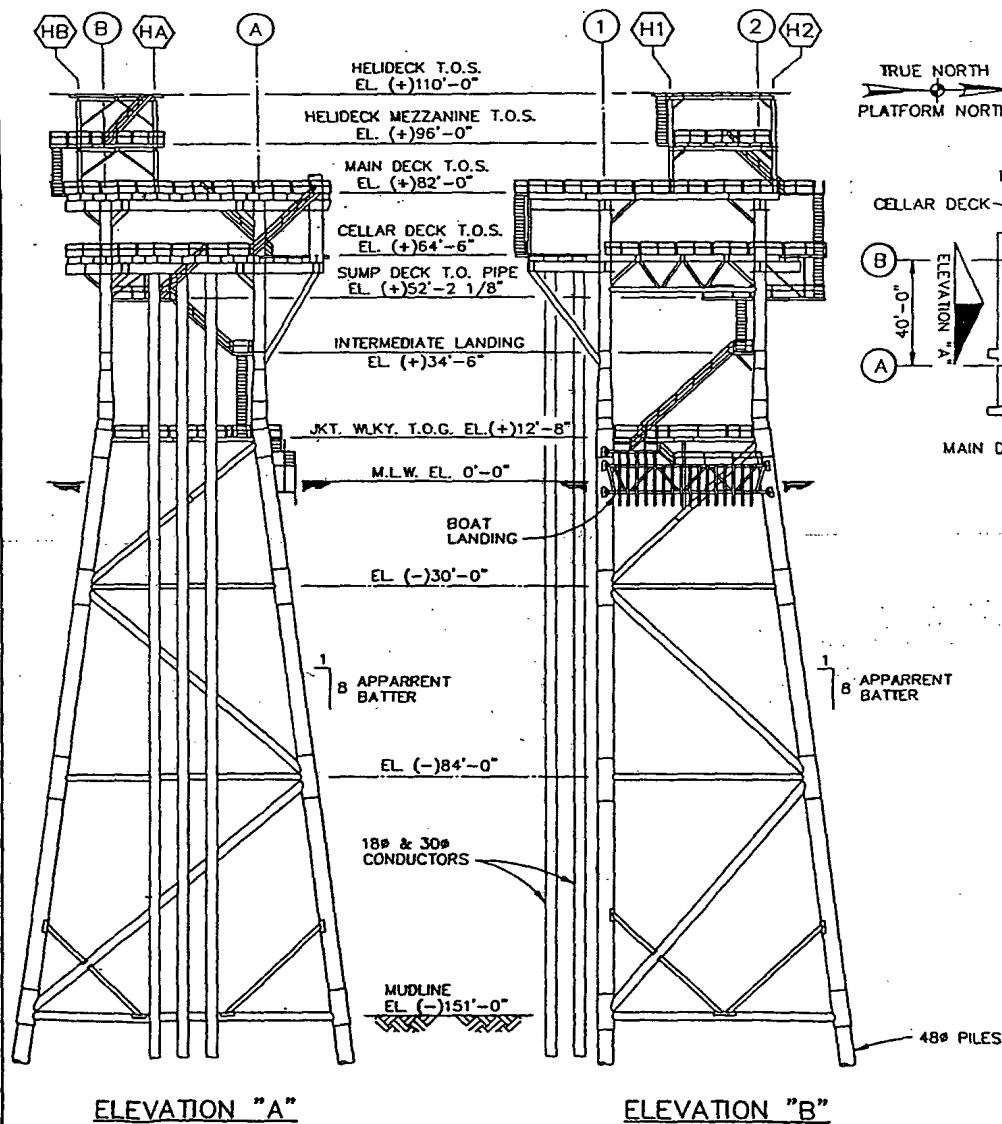 HB B HA A 1 H1 2 H2
HELIDECK T.O.S.
EL. (+)110'-0"
HELIDECK MEZZANINE T.O.S.
EL. (+)96'-0"
MAIN DECK T.O.S.
EL. (+)82'-0"
CELLAR DECK T.O.S.
EL. (+)64'-6"
SUMP DECK T.O. PIPE
EL. (+)52'-2 1/8"
INTERMEDIATE LANDING
EL. (+)34'-6"
JKT. WLKY. T.O.G. EL.(+)12'-8"
M.L.W. EL. 0'-0"
BOAT
LANDING
EL. (-)30'-0"
1
8 APPARRENT
BATTER
1
8 APPARRENT
BATTER
EL. (-)84'-0"
18ø & 30ø
CONDUCTORS
MUDLINE
EL. (-)151'-0"
48ø PILES
ELEVATION "A"
ELEVATION "B"
TRUE NORTH
PLATFORM NORTH
CELLAR DECK
B
40'-0"
ELEVATION "A"
A
MAIN D